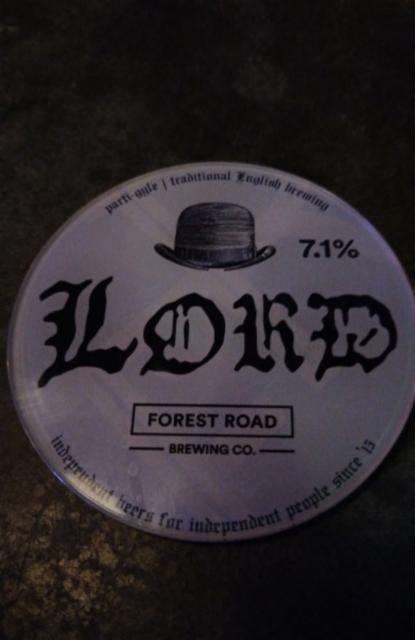 parti-gyle | traditional English brewing
7.1%
LORD
FOREST ROAD
BREWING CO.
independent beers for independent people since '15